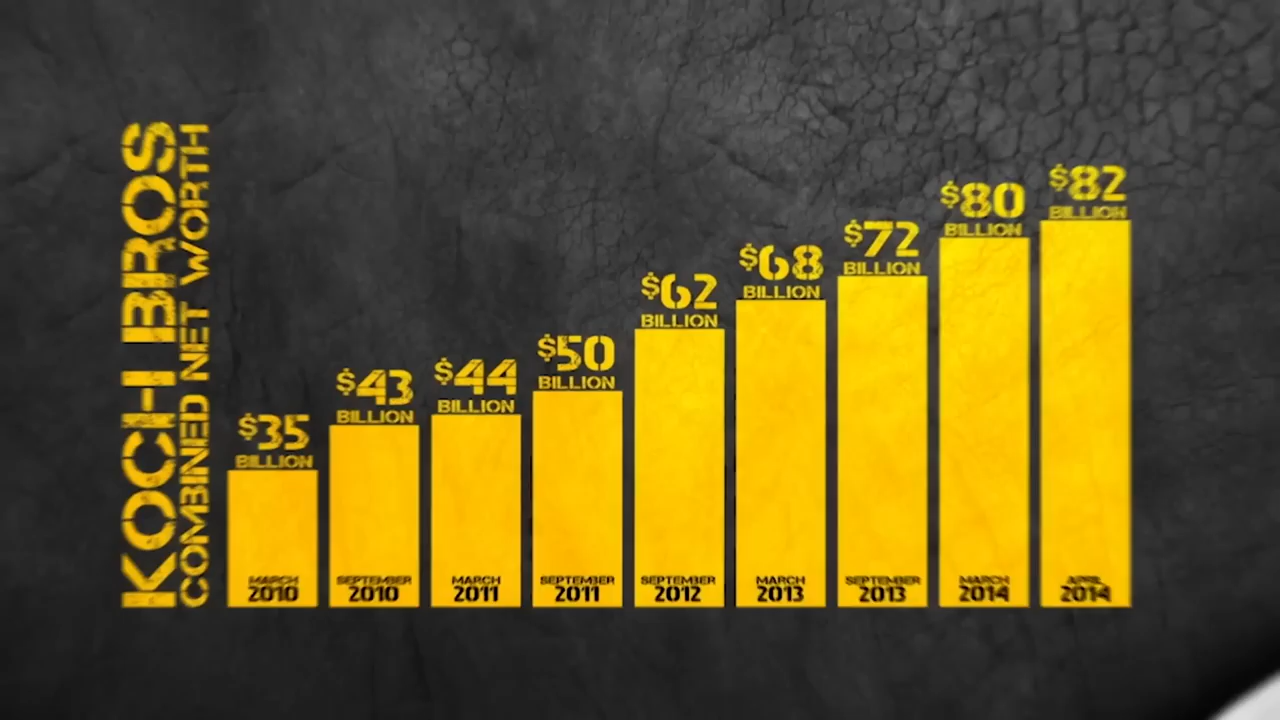 KOCH BROS
COMBINED NET WORTH
$35
BILLION
MARCH
2010
$43
BILLION
SEPTEMBER
2010
$44
BILLION
MARCH
2011
$50
BILLION
SEPTEMBER
2011
$62
BILLION
SEPTEMBER
2012
$68
BILLION
MARCH
2013
$72
BILLION
SEPTEMBER
2013
$80
BILLION
MARCH
2014
$82
BILLION
APRIL
2014